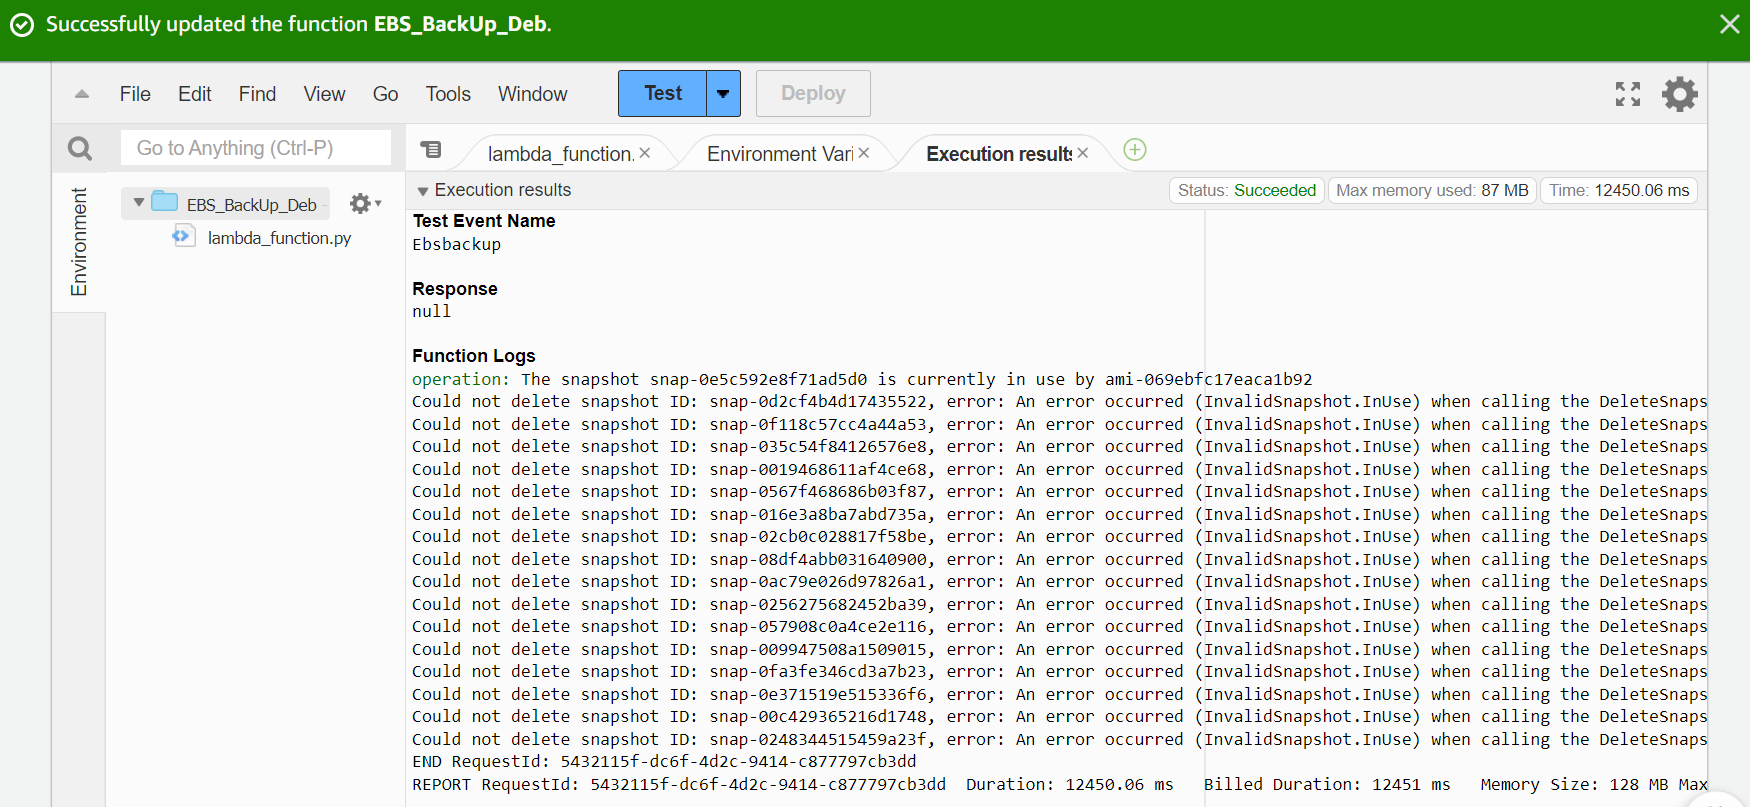 Successfully updated the function EBS_BackUp_Deb.
File Edit Find View Go Tools Window Test Deploy
Go to Anything (Ctrl-P)
lambda_function. Environment Vari Execution results
Environment
EBS_BackUp_Deb
lambda_function.py
Execution results Status: Succeeded Max memory used: 87 MB Time: 12450.06 ms
Test Event Name
Ebsbackup
Response
null
Function Logs
operation: The snapshot snap-0e5c592e8f71ad5d0 is currently in use by ami-069ebfc17eaca1b92
Could not delete snapshot ID: snap-0d2cf4b4d17435522, error: An error occurred (InvalidSnapshot.InUse) when calling the DeleteSnaps
Could not delete snapshot ID: snap-0f118c57cc4a44a53, error: An error occurred (InvalidSnapshot.InUse) when calling the DeleteSnaps
Could not delete snapshot ID: snap-035c54f84126576e8, error: An error occurred (InvalidSnapshot.InUse) when calling the DeleteSnaps
Could not delete snapshot ID: snap-0019468611af4ce68, error: An error occurred (InvalidSnapshot.InUse) when calling the DeleteSnaps
Could not delete snapshot ID: snap-0567f468686b03f87, error: An error occurred (InvalidSnapshot.InUse) when calling the DeleteSnaps
Could not delete snapshot ID: snap-016e3a8ba7abd735a, error: An error occurred (InvalidSnapshot.InUse) when calling the DeleteSnaps
Could not delete snapshot ID: snap-02cb0c028817f58be, error: An error occurred (InvalidSnapshot.InUse) when calling the DeleteSnaps
Could not delete snapshot ID: snap-08df4abb031640900, error: An error occurred (InvalidSnapshot.InUse) when calling the DeleteSnaps
Could not delete snapshot ID: snap-0ac79e026d97826a1, error: An error occurred (InvalidSnapshot.InUse) when calling the DeleteSnaps
Could not delete snapshot ID: snap-0256275682452ba39, error: An error occurred (InvalidSnapshot.InUse) when calling the DeleteSnaps
Could not delete snapshot ID: snap-057908c0a4ce2e116, error: An error occurred (InvalidSnapshot.InUse) when calling the DeleteSnaps
Could not delete snapshot ID: snap-009947508a1509015, error: An error occurred (InvalidSnapshot.InUse) when calling the DeleteSnaps
Could not delete snapshot ID: snap-0fa3fe346cd3a7b23, error: An error occurred (InvalidSnapshot.InUse) when calling the DeleteSnaps
Could not delete snapshot ID: snap-0e371519e515336f6, error: An error occurred (InvalidSnapshot.InUse) when calling the DeleteSnaps
Could not delete snapshot ID: snap-00c429365216d1748, error: An error occurred (InvalidSnapshot.InUse) when calling the DeleteSnaps
Could not delete snapshot ID: snap-0248344515459a23f, error: An error occurred (InvalidSnapshot.InUse) when calling the DeleteSnaps
END RequestId: 5432115f-dc6f-4d2c-9414-c877797cb3dd
REPORT RequestId: 5432115f-dc6f-4d2c-9414-c877797cb3dd Duration: 12450.06 ms Billed Duration: 12451 ms Memory Size: 128 MB Max